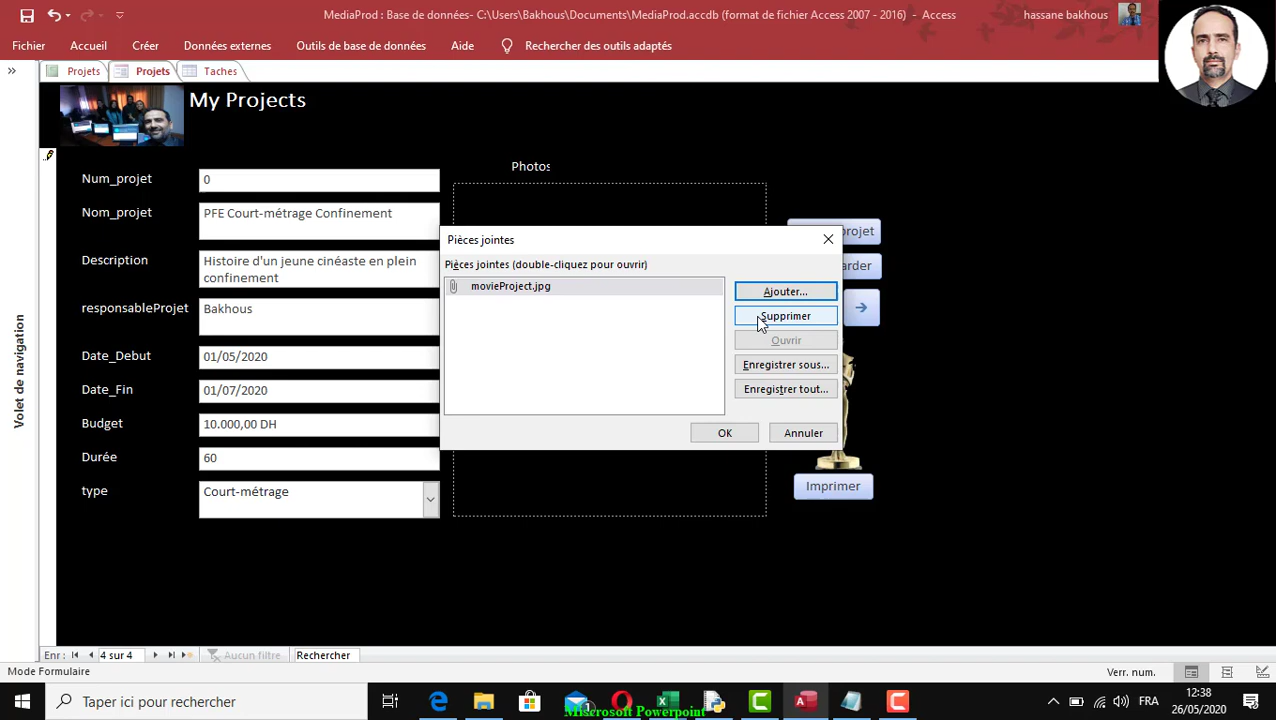 MediaProd : Base de données- C:\Users\Bakhous\Documents\MediaProd.accdb (format de fichier Access 2007 - 2016) - Access
hassane bakhous
Fichier
Accueil
Créer
Données externes
Outils de base de données
Aide
Rechercher des outils adaptés
Projets
Projets
Taches
My Projects
Photos
Num_projet
0
Nom_projet
PFE Court-métrage Confinement
Description
Histoire d'un jeune cinéaste en plein
confinement
responsableProjet
Bakhous
Date_Debut
01/05/2020
Date_Fin
01/07/2020
Budget
10.000,00 DH
Durée
60
type
Court-métrage
Pièces jointes
Pièces jointes (double-cliquez pour ouvrir)
movieProject.jpg
Ajouter...
Supprimer
Ouvrir
Enregistrer sous...
Enregistrer tout...
OK
Annuler
rojet
arder
Imprimer
Volet de navigation
Enr :
4 sur 4
Aucun filtre
Rechercher
Mode Formulaire
Verr. num.
Taper ici pour rechercher
1
Miscrosoft Powerpoint
FRA
12:38
26/05/2020